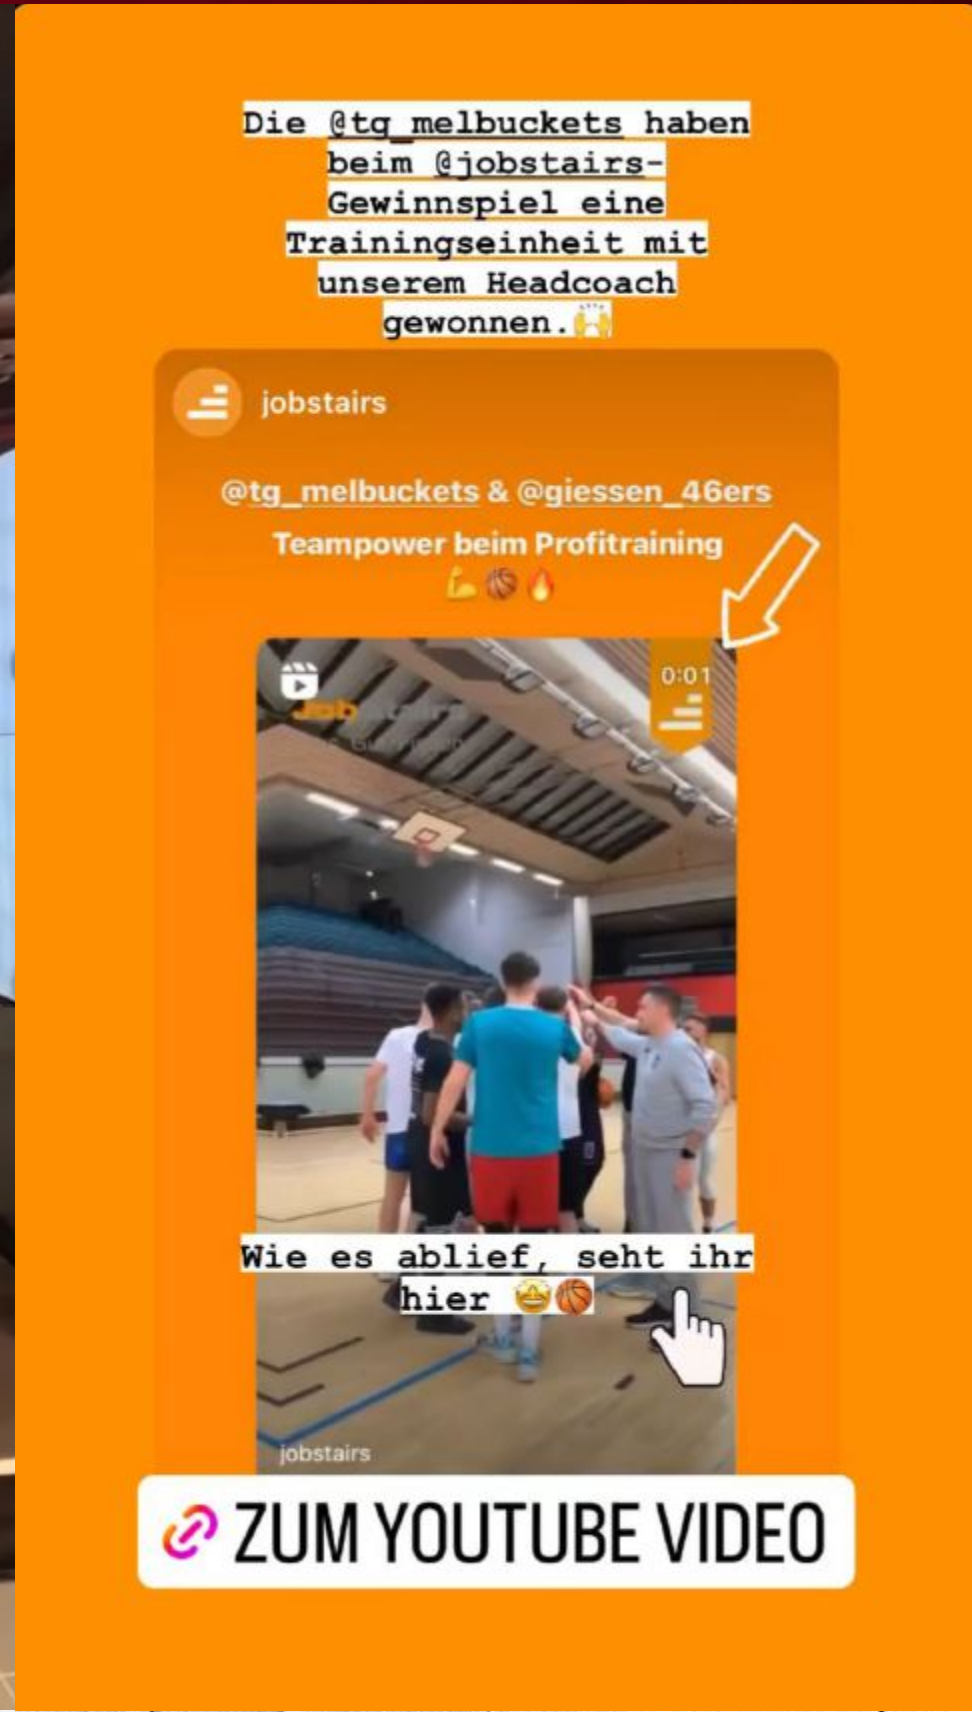 Die @tg_melbuckets haben
beim @jobstairs-
Gewinnspiel eine
Trainingseinheit mit
unserem Headcoach
gewonnen.🙌
jobstairs
@tg_melbuckets & @giessen_46ers
Teampower beim Profitraining
💪🏀🔥
0:01
Job
Wie es ablief, seht ihr
hier 🤩🏀
jobstairs
ZUM YOUTUBE VIDEO